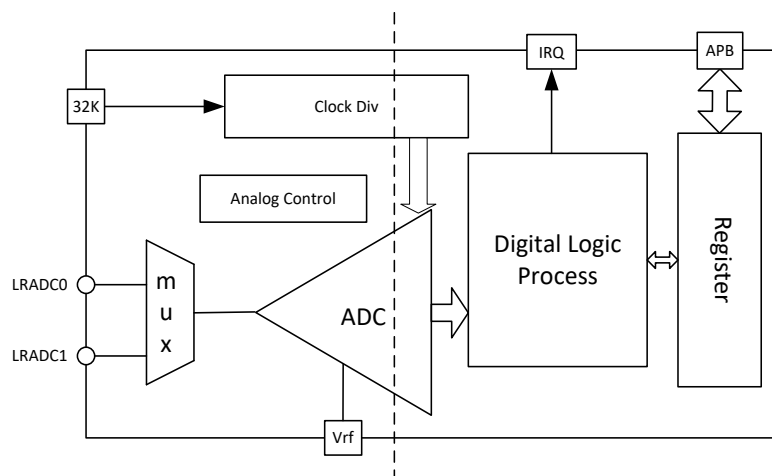 IRQ
APB
32K
Clock Div
Analog Control
LRADC0
LRADC1
m
u
x
ADC
Digital Logic
Process
Register
Vrf